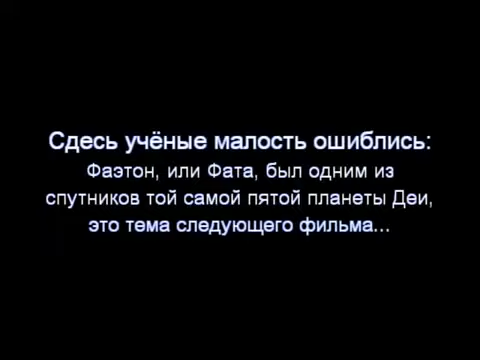 Сдесь учёные малость ошиблись:
Фаэтон, или Фата, был одним из
спутников той самой пятой планеты Деи,
это тема следующего фильма...